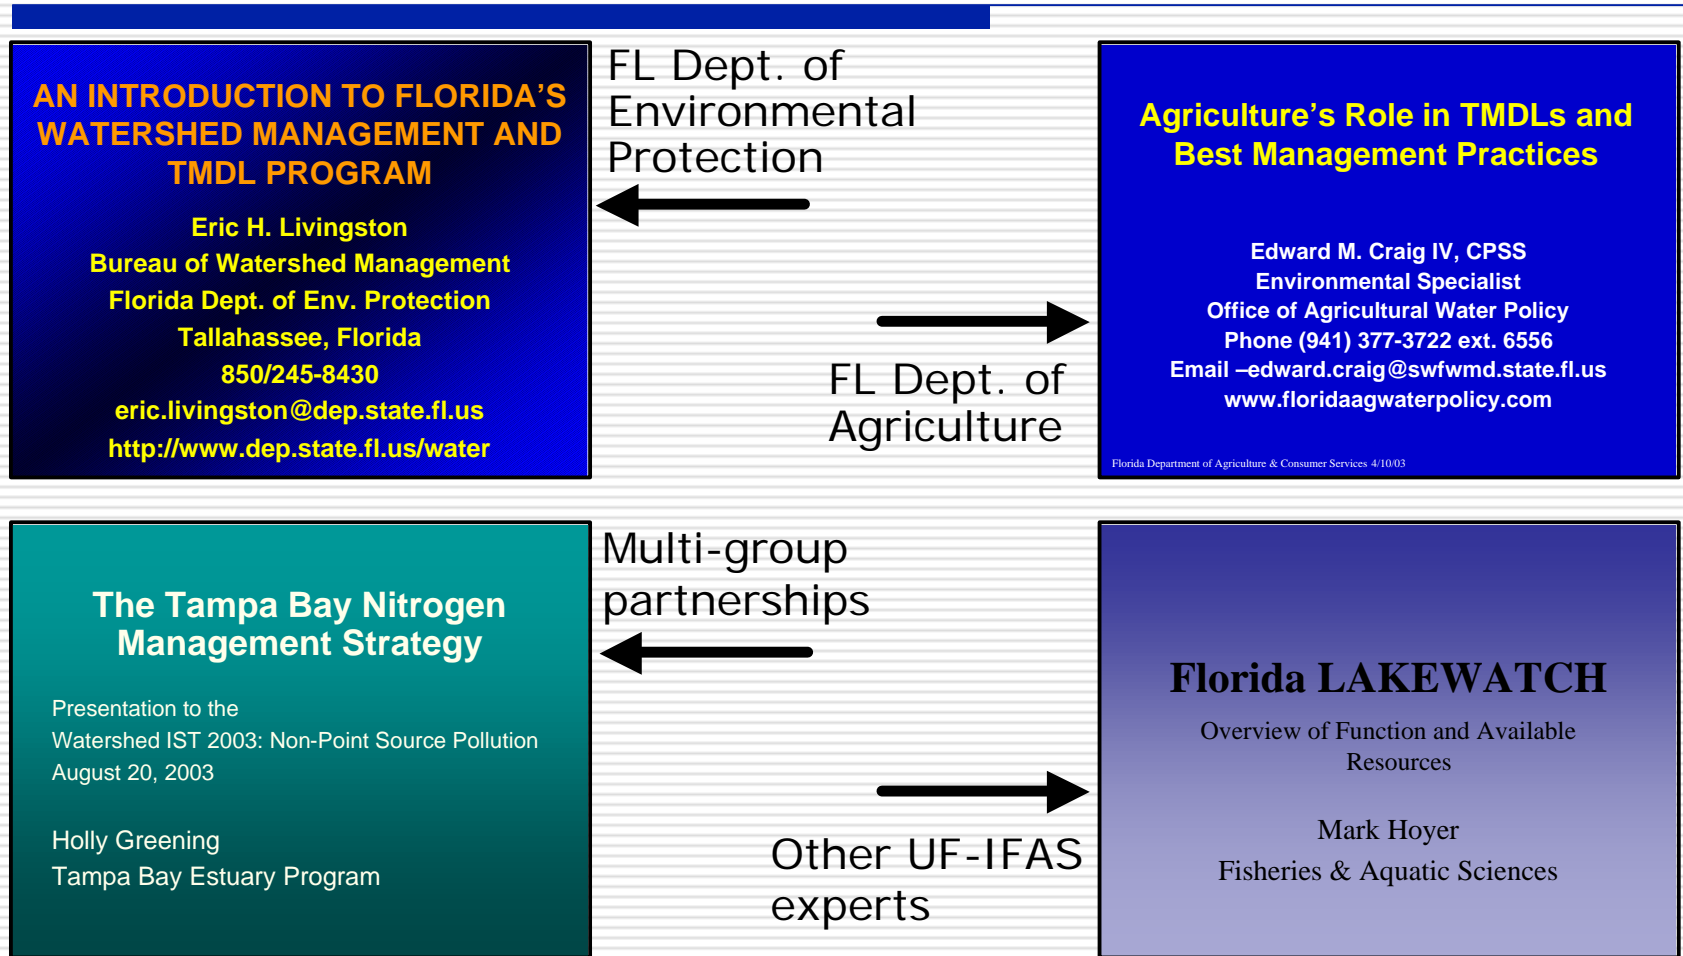 AN INTRODUCTION TO FLORIDA'S
WATERSHED MANAGEMENT AND
TMDL PROGRAM
Eric H. Livingston
Bureau of Watershed Management
Florida Dept. of Env. Protection
Tallahassee, Florida
850/245-8430
eric.livingston@dep.state.fl.us
http://www.dep.state.fl.us/water
FL Dept. of
Environmental
Protection
FL Dept. of
Agriculture
Agriculture's Role in TMDLs and
Best Management Practices
Edward M. Craig IV, CPSS
Environmental Specialist
Office of Agricultural Water Policy
Phone (941) 377-3722 ext. 6556
Email –edward.craig@swfwmd.state.fl.us
www.floridaagwaterpolicy.com
Florida Department of Agriculture & Consumer Services 4/10/03
The Tampa Bay Nitrogen
Management Strategy
Presentation to the
Watershed IST 2003: Non-Point Source Pollution
August 20, 2003
Holly Greening
Tampa Bay Estuary Program
Multi-group
partnerships
Other UF-IFAS
experts
Florida LAKEWATCH
Overview of Function and Available
Resources
Mark Hoyer
Fisheries & Aquatic Sciences